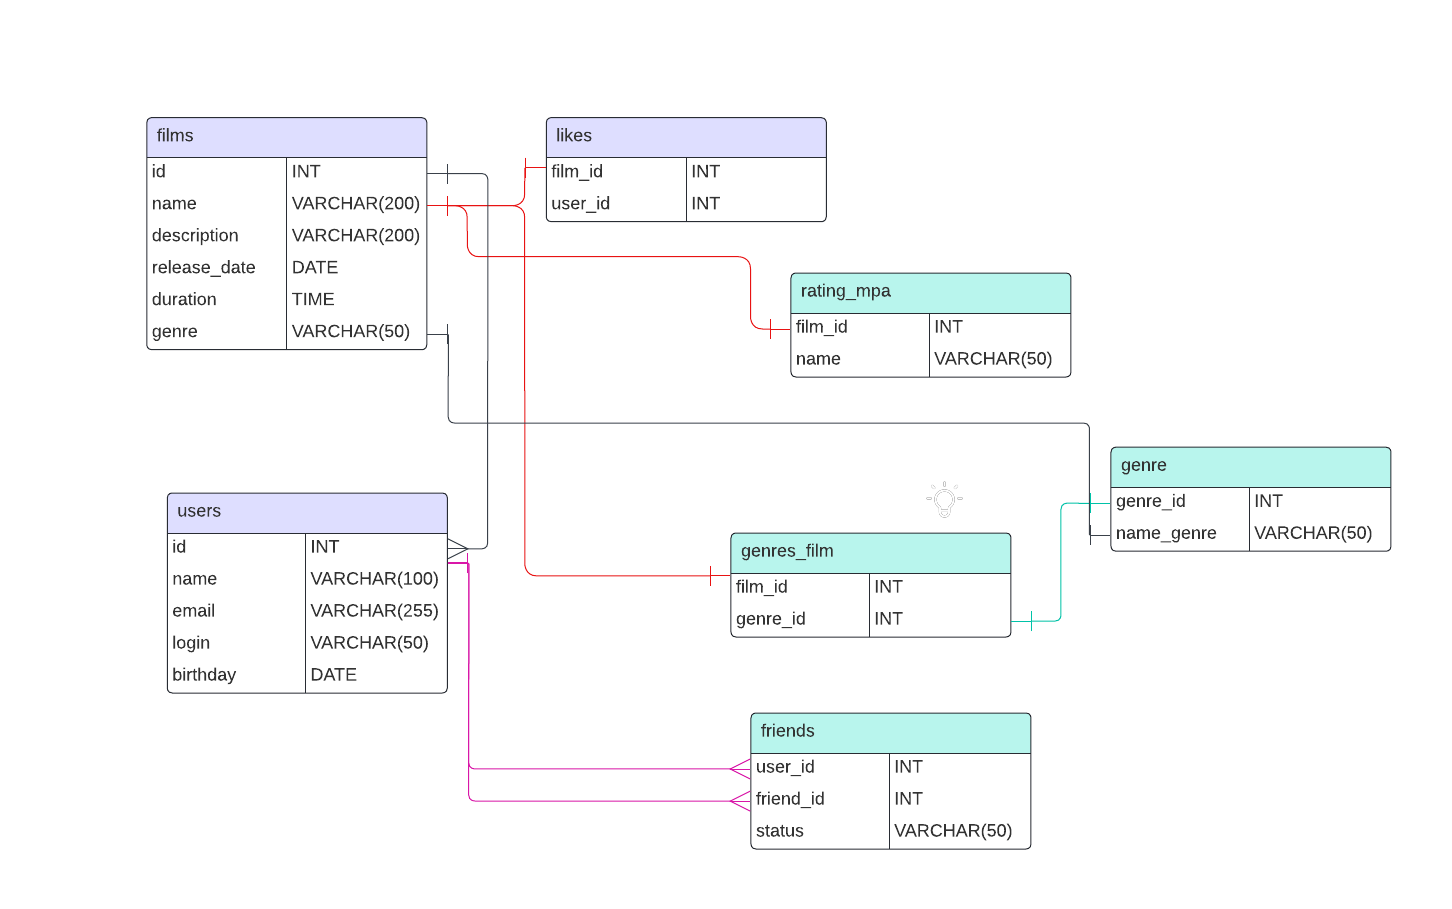 films
id INT
name VARCHAR(200)
description VARCHAR(200)
release_date DATE
duration TIME
genre VARCHAR(50)
likes
film_id INT
user_id INT
rating_mpa
film_id INT
name VARCHAR(50)
genre
genre_id INT
name_genre VARCHAR(50)
users
id INT
name VARCHAR(100)
email VARCHAR(255)
login VARCHAR(50)
birthday DATE
genres_film
film_id INT
genre_id INT
friends
user_id INT
friend_id INT
status VARCHAR(50)